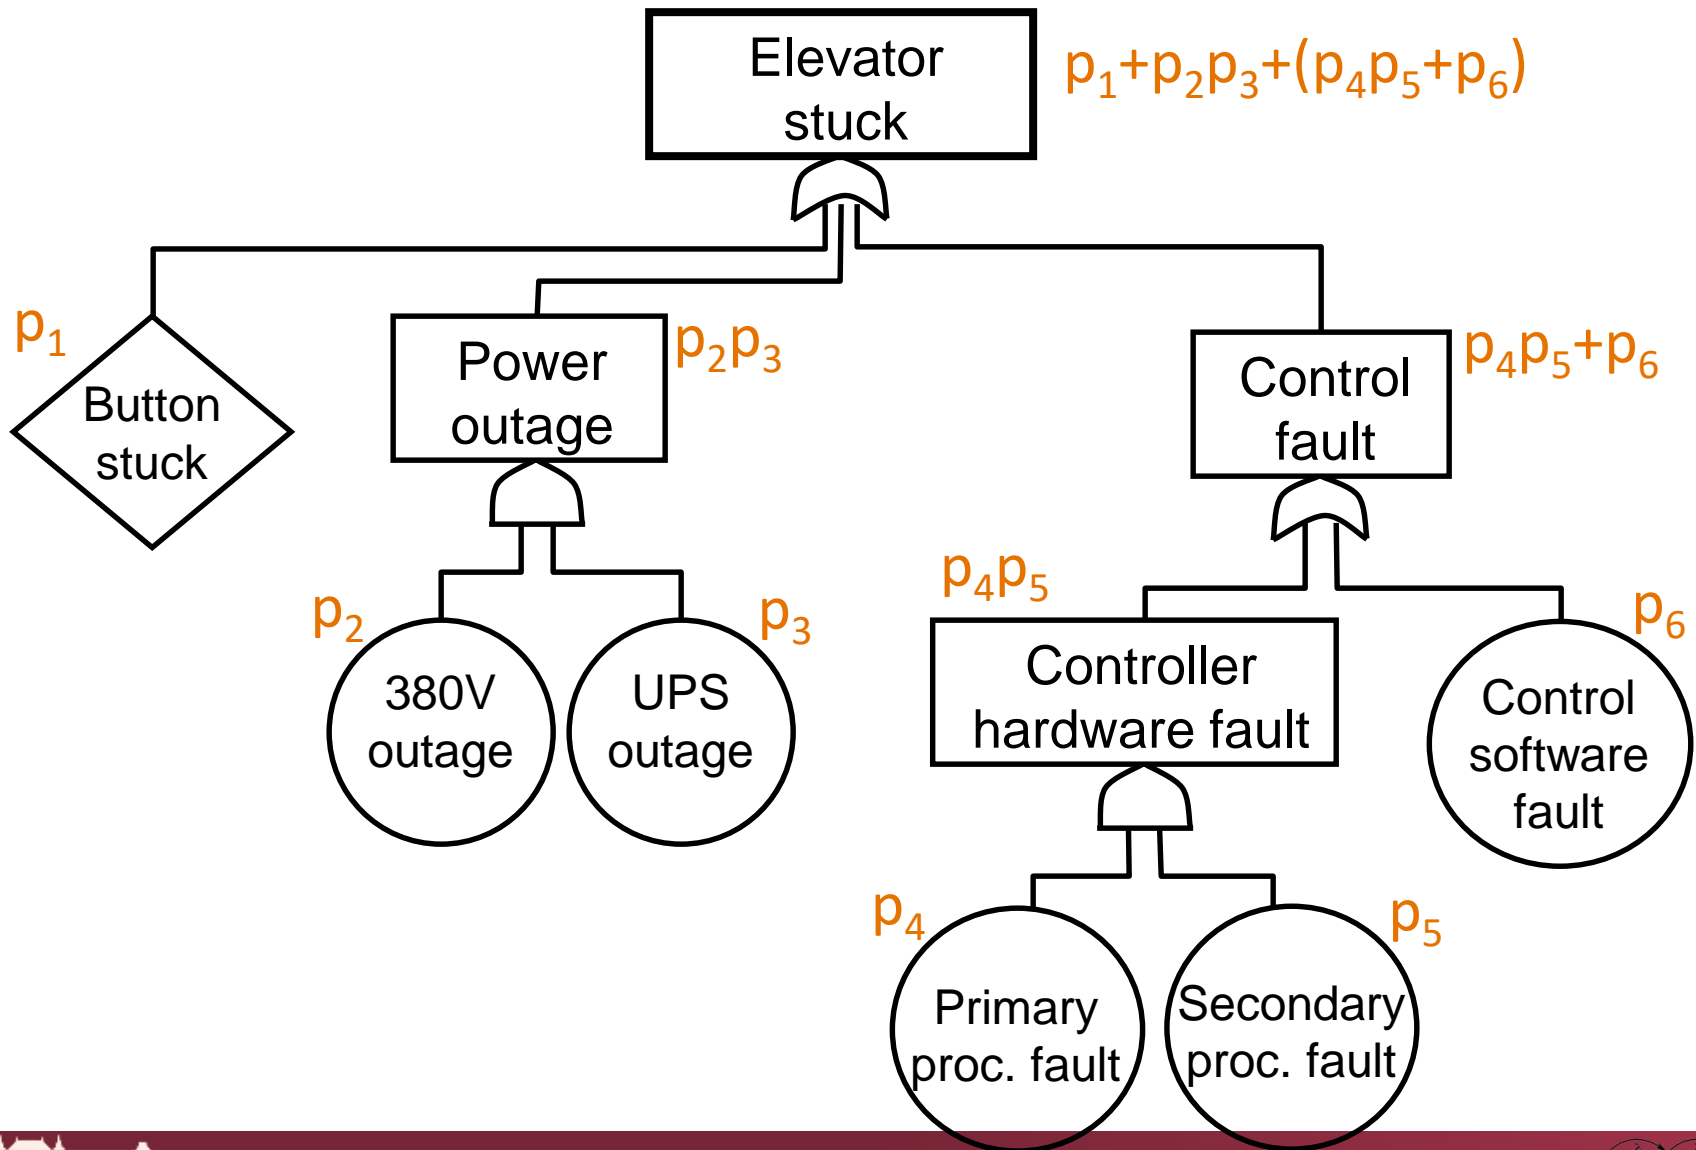 Elevator
stuck
p₁+p₂p₃+(p₄p₅+p₆)
p₁
Button
stuck
Power
outage
p₂p₃
Control
fault
p₄p₅+p₆
p₂
380V
outage
p₃
UPS
outage
p₄p₅
Controller
hardware fault
p₆
Control
software
fault
p₄
Primary
proc. fault
p₅
Secondary
proc. fault